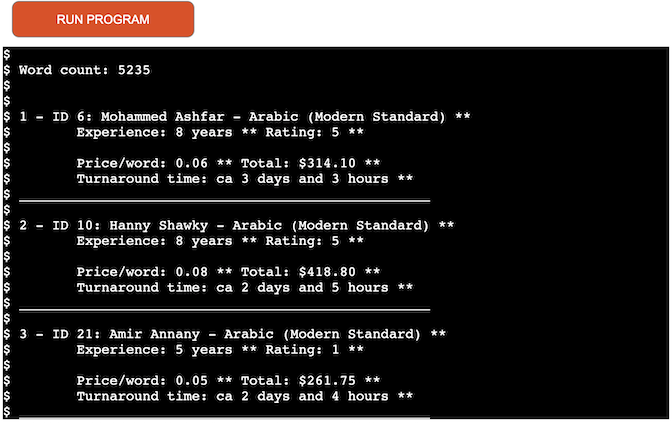 RUN PROGRAM
$
$ Word count: 5235
$
$
$ 1 - ID 6: Mohammed Ashfar - Arabic (Modern Standard) **
$ Experience: 8 years ** Rating: 5 **
$
$ Price/word: 0.06 ** Total: $314.10 **
$ Turnaround time: ca 3 days and 3 hours **
$ ___________________________________________________
$
$ 2 - ID 10: Hanny Shawky - Arabic (Modern Standard) **
$ Experience: 8 years ** Rating: 5 **
$
$ Price/word: 0.08 ** Total: $418.80 **
$ Turnaround time: ca 2 days and 5 hours **
$ ___________________________________________________
$
$ 3 - ID 21: Amir Annany - Arabic (Modern Standard) **
$ Experience: 5 years ** Rating: 1 **
$
$ Price/word: 0.05 ** Total: $261.75 **
$ Turnaround time: ca 2 days and 4 hours **
$ ___________________________________________________